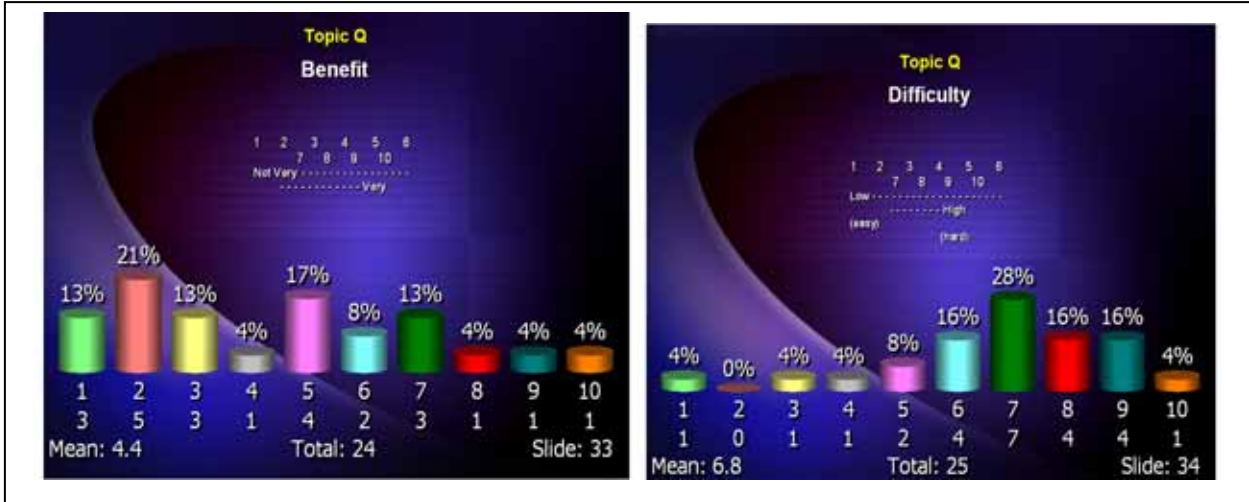 Topic Q
Benefit
1 2 3 4 5 6
7 8 9 10
Not Very - - - - - - - - - - - - - - - - - -
- - - - - - - - - - - - - Very
13% 21% 13% 4% 17% 8% 13% 4% 4% 4%
1 2 3 4 5 6 7 8 9 10
3 5 3 1 4 2 3 1 1 1
Mean: 4.4 Total: 24 Slide: 33
Topic Q
Difficulty
1 2 3 4 5 6
7 8 9 10
Low - - - - - - - - - - - - - - - - - - - - -
- - - - - - - - - High
(easy)
(hard)
4% 0% 4% 4% 8% 16% 28% 16% 16% 4%
1 2 3 4 5 6 7 8 9 10
1 0 1 1 2 4 7 4 4 1
Mean: 6.8 Total: 25 Slide: 34